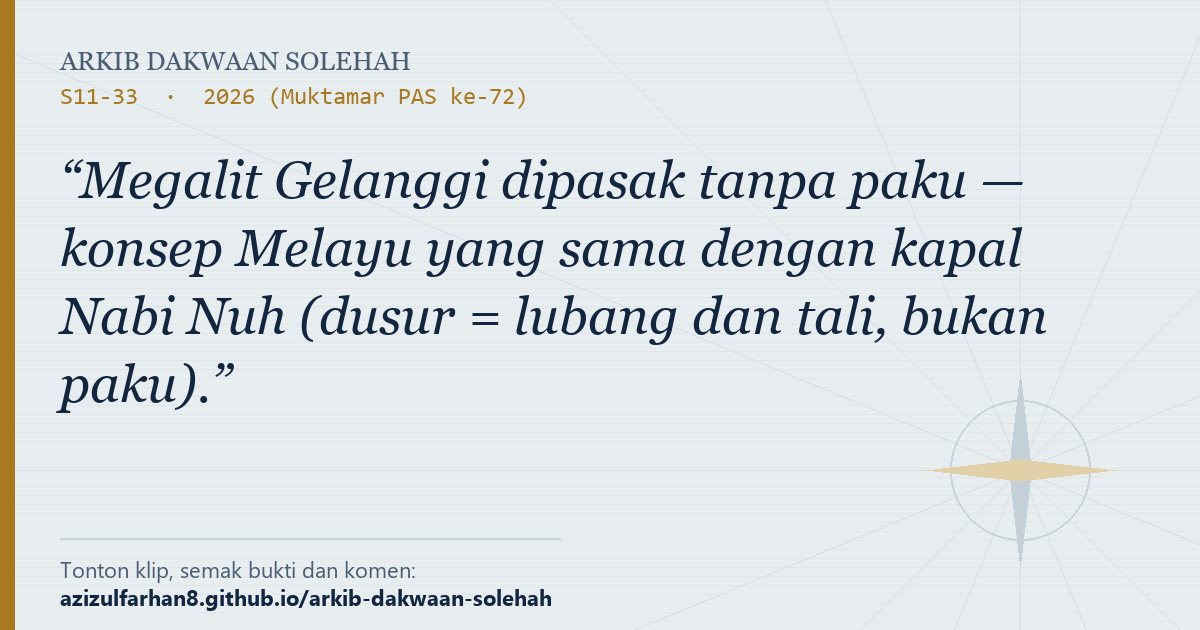 ARKIB DAKWAAN SOLEHAH
S11-33 · 2026 (Muktamar PAS ke-72)
“Megalit Gelanggi dipasak tanpa paku —
konsep Melayu yang sama dengan kapal
Nabi Nuh (dusur = lubang dan tali, bukan
paku).”
Tonton klip, semak bukti dan komen:
azizulfarhan8.github.io/arkib-dakwaan-solehah